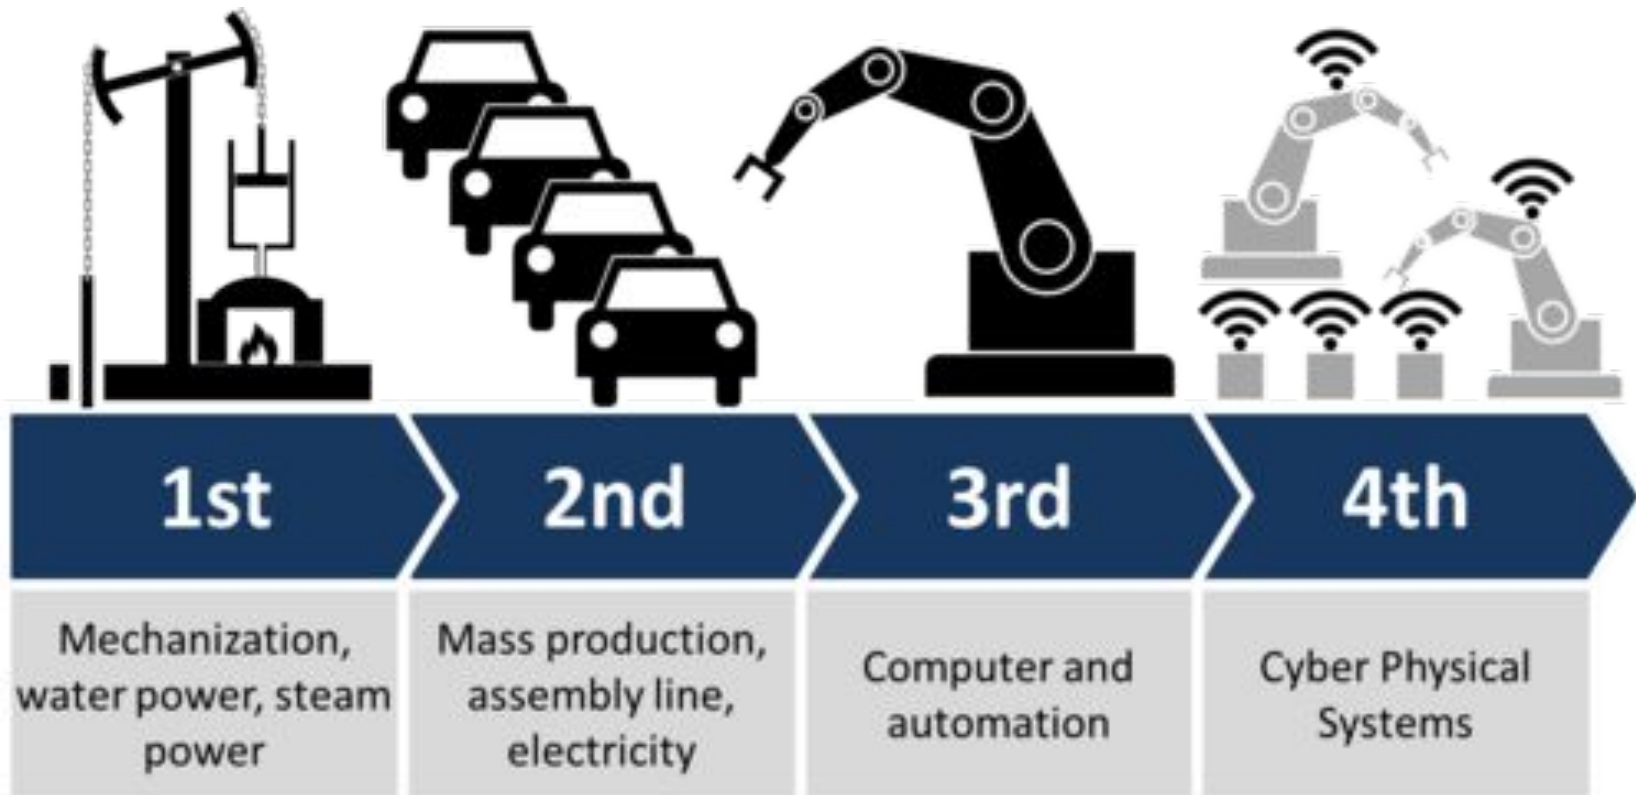 1st
2nd
3rd
4th
Mechanization,
water power, steam
power
Mass production,
assembly line,
electricity
Computer and
automation
Cyber Physical
Systems